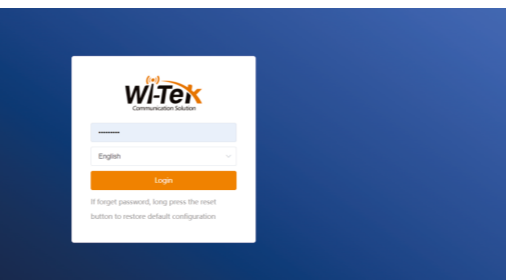 Wi-Tek
Communication Solution
•••••••••
English
Login
If forget password, long press the reset
button to restore default configuration